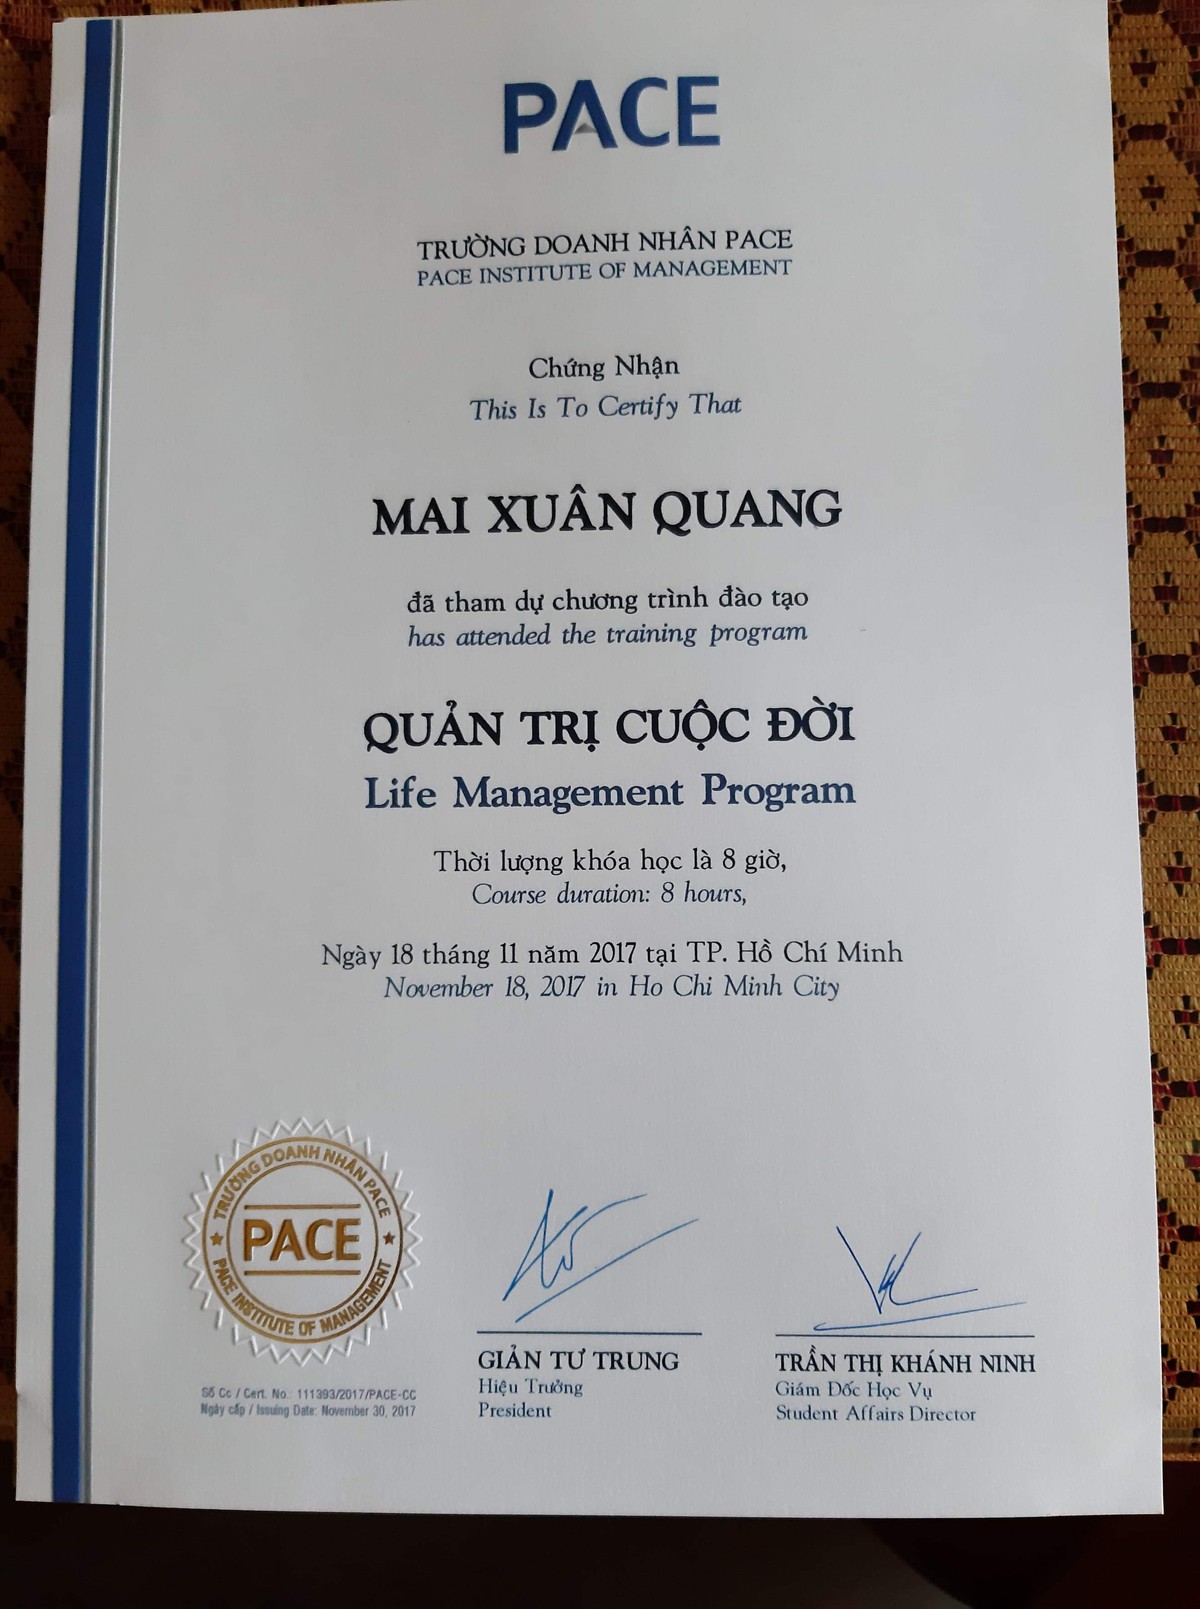 PACE
TRƯỜNG DOANH NHÂN PACE
PACE INSTITUTE OF MANAGEMENT
Chứng Nhận
This Is To Certify That
MAI XUÂN QUANG
đã tham dự chương trình đào tạo
has attended the training program
QUẢN TRỊ CUỘC ĐỜI
Life Management Program
Thời lượng khóa học là 8 giờ,
Course duration: 8 hours,
Ngày 18 tháng 11 năm 2017 tại TP. Hồ Chí Minh
November 18, 2017 in Ho Chi Minh City
TRƯỜNG DOANH NHÂN PACE
PACE
PACE INSTITUTE OF MANAGEMENT
Số Cc / Cert. No.: 111393/2017/PACE-CC
Ngày cấp / Issuing Date: November 30, 2017
GIẢN TƯ TRUNG
Hiệu Trưởng
President
TRẦN THỊ KHÁNH NINH
Giám Đốc Học Vụ
Student Affairs Director